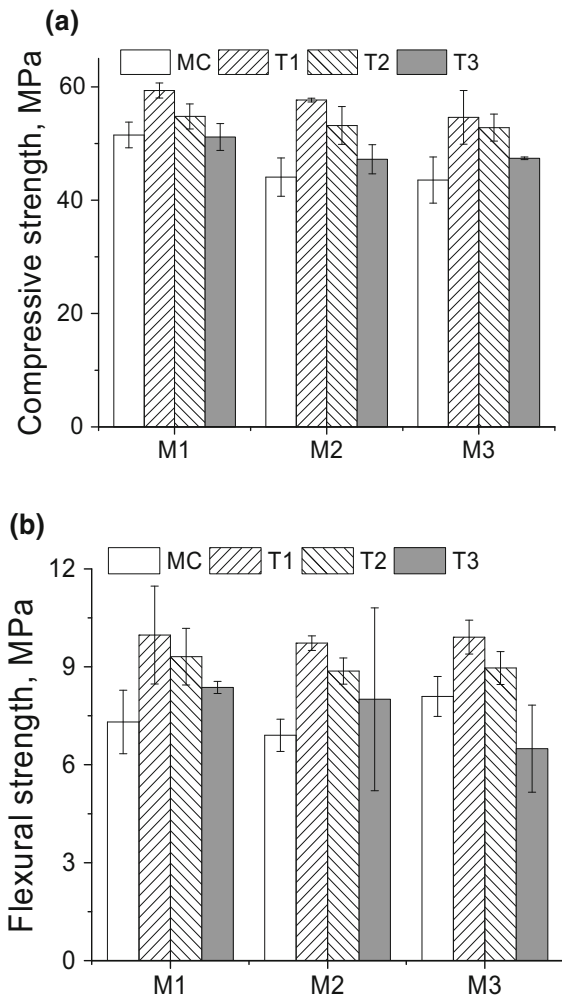 (a)
MC T1 T2 T3
Compressive strength, MPa
60
40
20
0
M1 M2 M3
(b)
MC T1 T2 T3
Flexural strength, MPa
12
9
6
3
0
M1 M2 M3